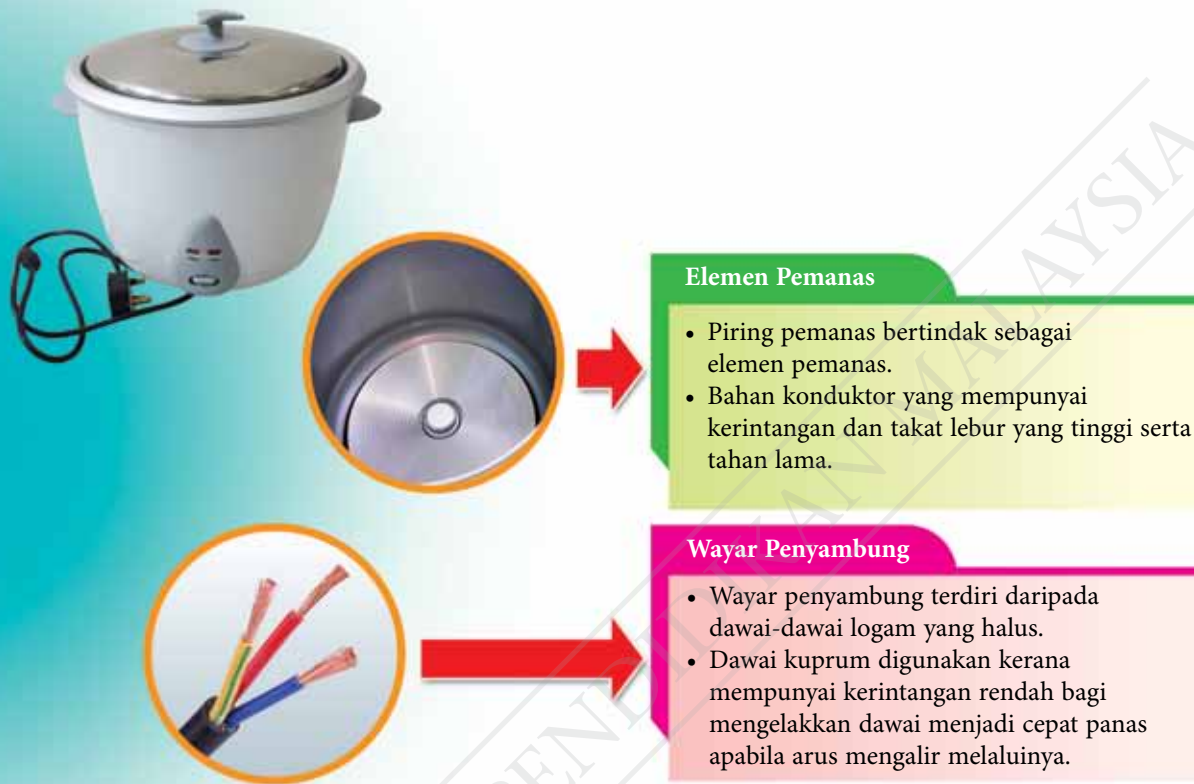 Elemen Pemanas
• Piring pemanas bertindak sebagai
elemen pemanas.
• Bahan konduktor yang mempunyai
kerintangan dan takat lebur yang tinggi serta
tahan lama.
Wayar Penyambung
• Wayar penyambung terdiri daripada
dawai-dawai logam yang halus.
• Dawai kuprum digunakan kerana
mempunyai kerintangan rendah bagi
mengelakkan dawai menjadi cepat panas
apabila arus mengalir melaluinya.
PENDIDIKAN MALAYSIA